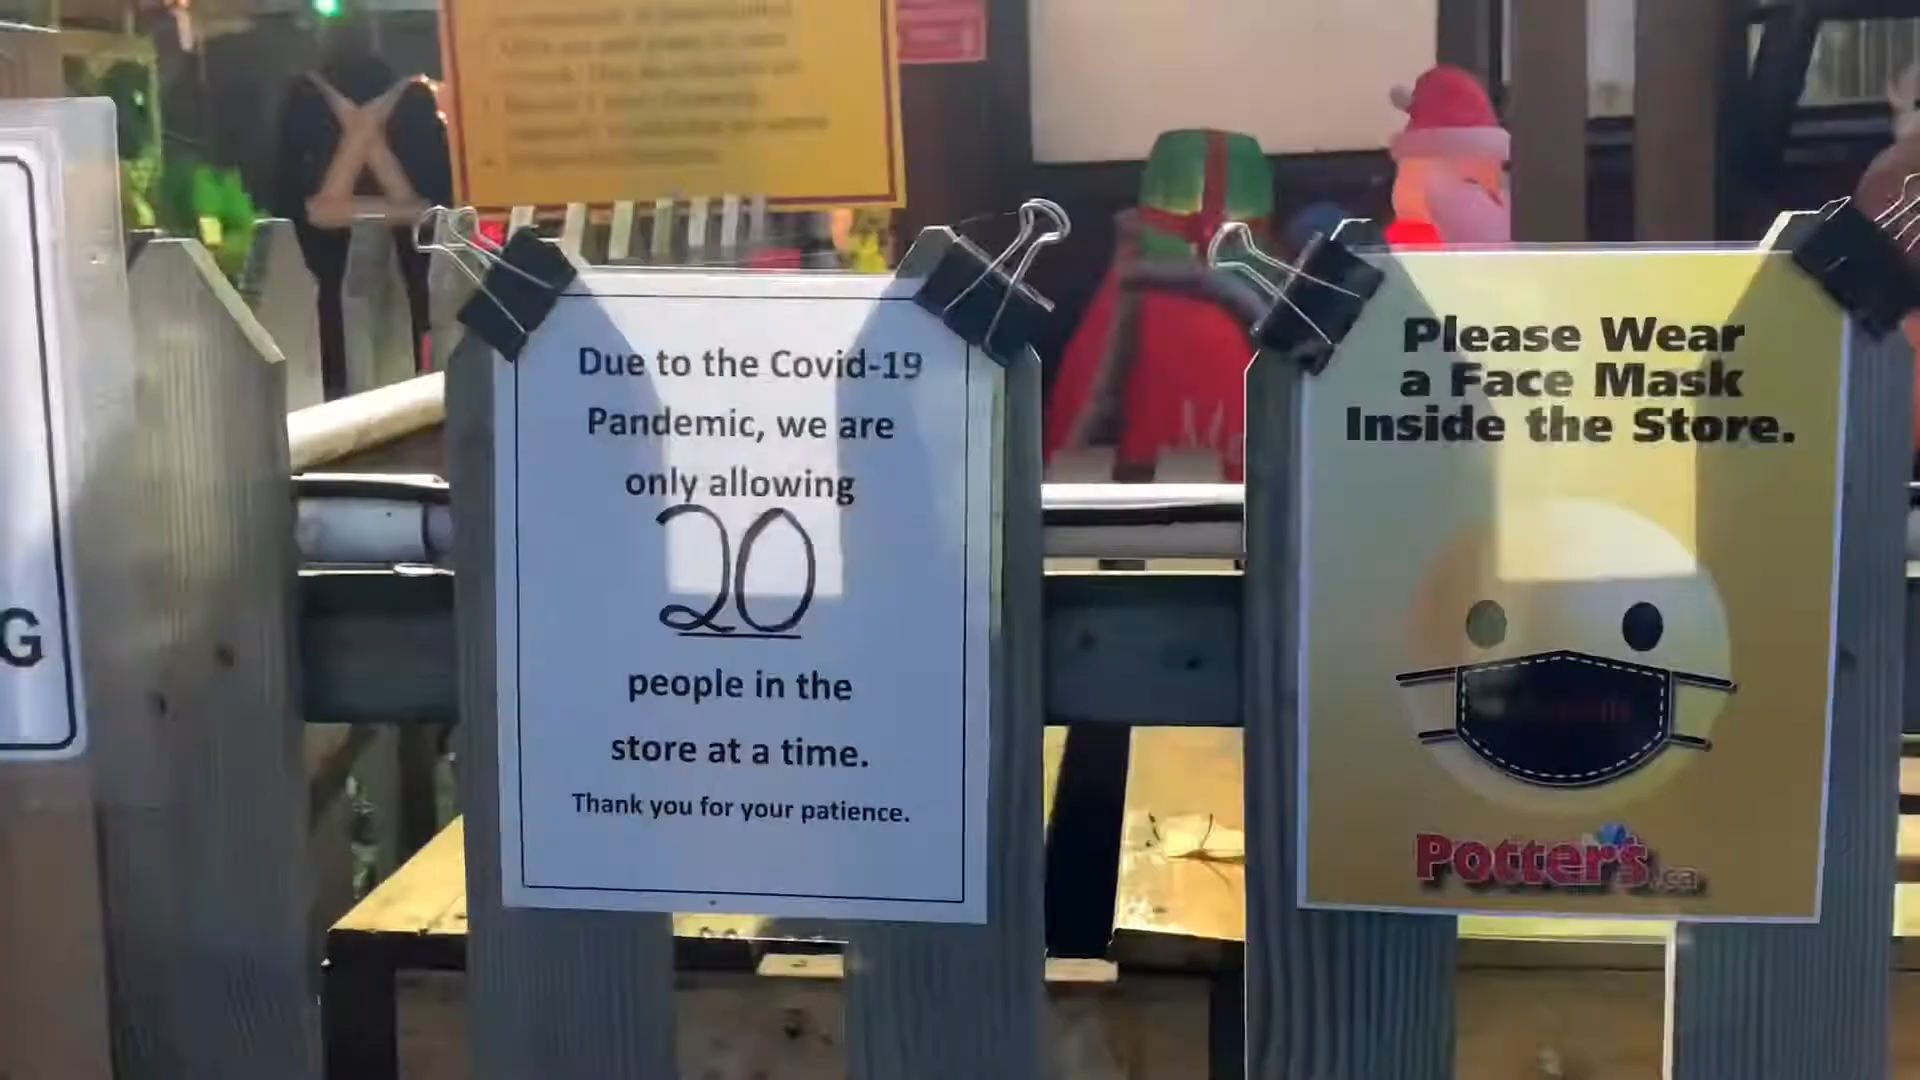 G
Due to the Covid-19
Pandemic, we are
only allowing
20
people in the
store at a time.
Thank you for your patience.
Please Wear
a Face Mask
Inside the Store.
Potter's.ca